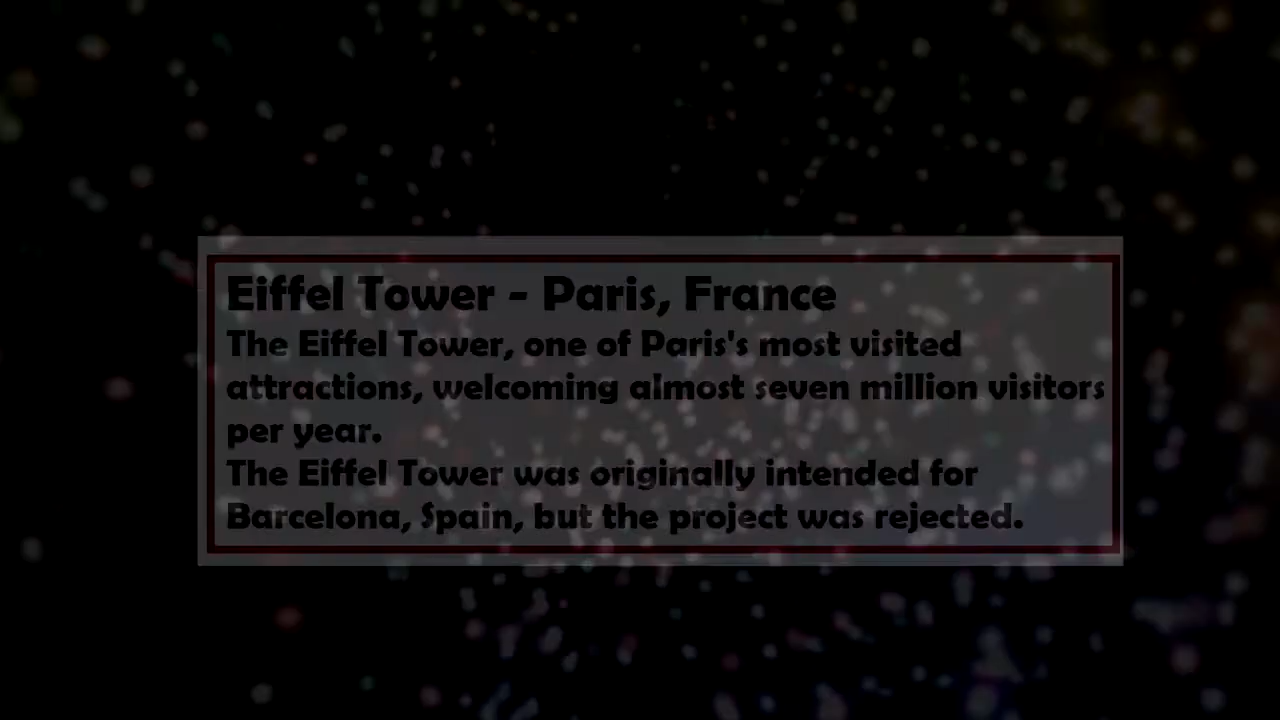 Eiffel Tower - Paris, France
The Eiffel Tower, one of Paris's most visited
attractions, welcoming almost seven million visitors
per year.
The Eiffel Tower was originally intended for
Barcelona, Spain, but the project was rejected.